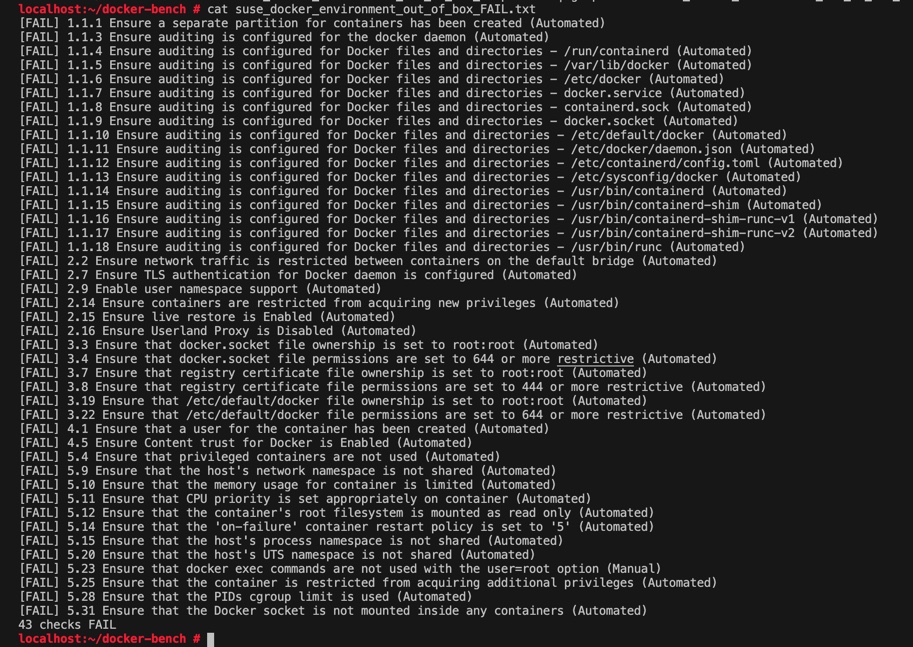 localhost:~/docker-bench # cat suse_docker_environment_out_of_box_FAIL.txt
[FAIL] 1.1.1 Ensure a separate partition for containers has been created (Automated)
[FAIL] 1.1.3 Ensure auditing is configured for the docker daemon (Automated)
[FAIL] 1.1.4 Ensure auditing is configured for Docker files and directories - /run/containerd (Automated)
[FAIL] 1.1.5 Ensure auditing is configured for Docker files and directories - /var/lib/docker (Automated)
[FAIL] 1.1.6 Ensure auditing is configured for Docker files and directories - /etc/docker (Automated)
[FAIL] 1.1.7 Ensure auditing is configured for Docker files and directories - docker.service (Automated)
[FAIL] 1.1.8 Ensure auditing is configured for Docker files and directories - containerd.sock (Automated)
[FAIL] 1.1.9 Ensure auditing is configured for Docker files and directories - docker.socket (Automated)
[FAIL] 1.1.10 Ensure auditing is configured for Docker files and directories - /etc/default/docker (Automated)
[FAIL] 1.1.11 Ensure auditing is configured for Docker files and directories - /etc/docker/daemon.json (Automated)
[FAIL] 1.1.12 Ensure auditing is configured for Docker files and directories - /etc/containerd/config.toml (Automated)
[FAIL] 1.1.13 Ensure auditing is configured for Docker files and directories - /etc/sysconfig/docker (Automated)
[FAIL] 1.1.14 Ensure auditing is configured for Docker files and directories - /usr/bin/containerd (Automated)
[FAIL] 1.1.15 Ensure auditing is configured for Docker files and directories - /usr/bin/containerd-shim (Automated)
[FAIL] 1.1.16 Ensure auditing is configured for Docker files and directories - /usr/bin/containerd-shim-runc-v1 (Automated)
[FAIL] 1.1.17 Ensure auditing is configured for Docker files and directories - /usr/bin/containerd-shim-runc-v2 (Automated)
[FAIL] 1.1.18 Ensure auditing is configured for Docker files and directories - /usr/bin/runc (Automated)
[FAIL] 2.2 Ensure network traffic is restricted between containers on the default bridge (Automated)
[FAIL] 2.7 Ensure TLS authentication for Docker daemon is configured (Automated)
[FAIL] 2.9 Enable user namespace support (Automated)
[FAIL] 2.14 Ensure containers are restricted from acquiring new privileges (Automated)
[FAIL] 2.15 Ensure live restore is Enabled (Automated)
[FAIL] 2.16 Ensure Userland Proxy is Disabled (Automated)
[FAIL] 3.3 Ensure that docker.socket file ownership is set to root:root (Automated)
[FAIL] 3.4 Ensure that docker.socket file permissions are set to 644 or more restrictive (Automated)
[FAIL] 3.7 Ensure that registry certificate file ownership is set to root:root (Automated)
[FAIL] 3.8 Ensure that registry certificate file permissions are set to 444 or more restrictive (Automated)
[FAIL] 3.19 Ensure that /etc/default/docker file ownership is set to root:root (Automated)
[FAIL] 3.22 Ensure that /etc/default/docker file permissions are set to 644 or more restrictive (Automated)
[FAIL] 4.1 Ensure that a user for the container has been created (Automated)
[FAIL] 4.5 Ensure Content trust for Docker is Enabled (Automated)
[FAIL] 5.4 Ensure that privileged containers are not used (Automated)
[FAIL] 5.9 Ensure that the host's network namespace is not shared (Automated)
[FAIL] 5.10 Ensure that the memory usage for container is limited (Automated)
[FAIL] 5.11 Ensure that CPU priority is set appropriately on container (Automated)
[FAIL] 5.12 Ensure that the container's root filesystem is mounted as read only (Automated)
[FAIL] 5.14 Ensure that the 'on-failure' container restart policy is set to '5' (Automated)
[FAIL] 5.15 Ensure that the host's process namespace is not shared (Automated)
[FAIL] 5.20 Ensure that the host's UTS namespace is not shared (Automated)
[FAIL] 5.23 Ensure that docker exec commands are not used with the user=root option (Manual)
[FAIL] 5.25 Ensure that the container is restricted from acquiring additional privileges (Automated)
[FAIL] 5.28 Ensure that the PIDs cgroup limit is used (Automated)
[FAIL] 5.31 Ensure that the Docker socket is not mounted inside any containers (Automated)
43 checks FAIL
localhost:~/docker-bench #